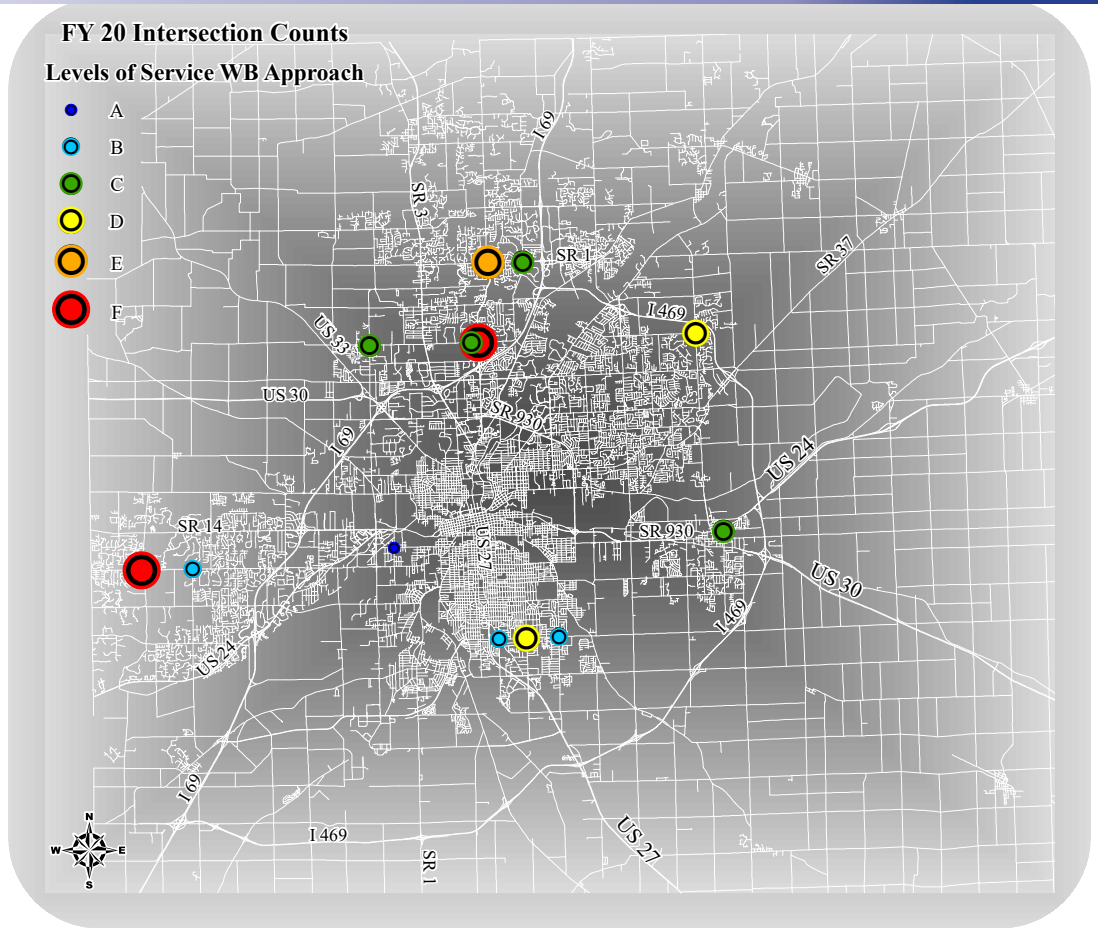 FY 20 Intersection Counts
Levels of Service WB Approach
A
B
C
D
E
F
I 69
SR 3
SR 1
SR 37
I 469
US 33
US 30
SR 930
I 69
US 24
SR 14
US 27
SR 930
US 30
I 469
US 24
I 69
I 469
SR 1
US 27
N
W
E
S